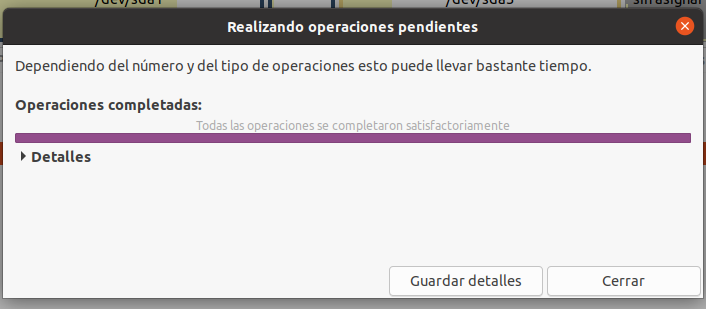 /dev/sda1 /dev/sda5 sin asignar
Realizando operaciones pendientes
Dependiendo del número y del tipo de operaciones esto puede llevar bastante tiempo.
Operaciones completadas:
Todas las operaciones se completaron satisfactoriamente
Detalles
Guardar detalles Cerrar